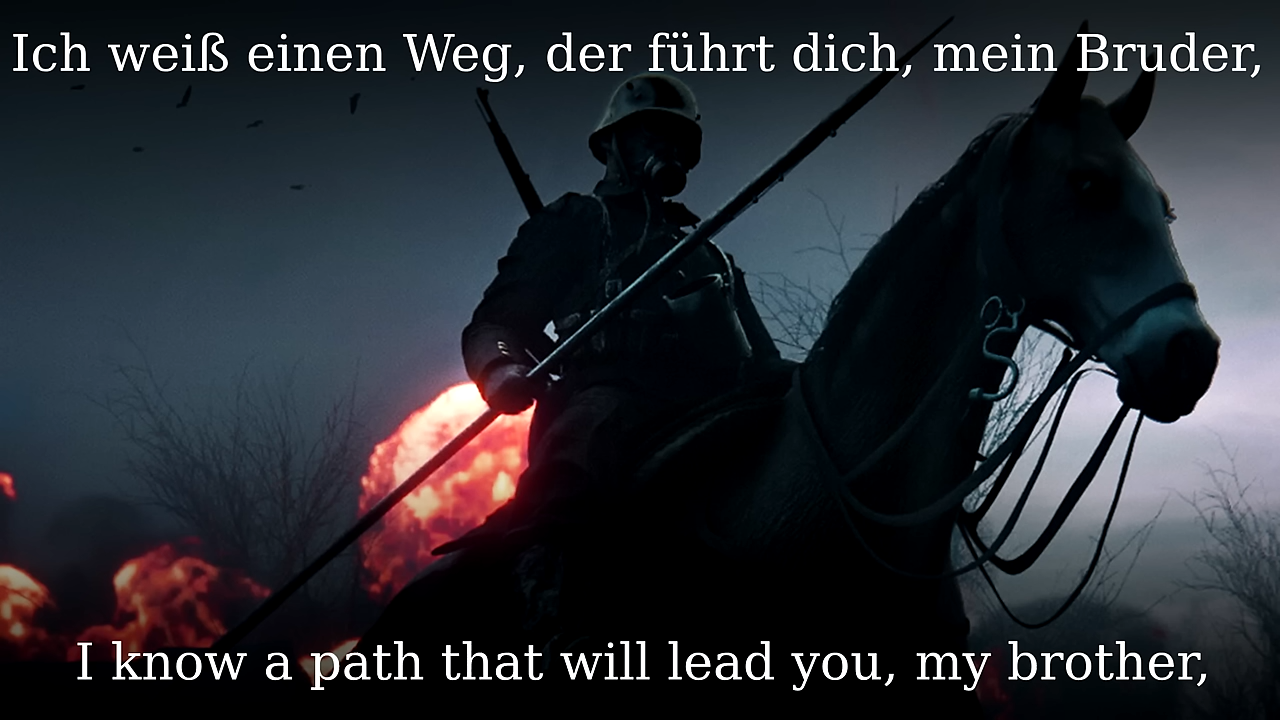 Ich weiß einen Weg, der führt dich, mein Bruder,
I know a path that will lead you, my brother,